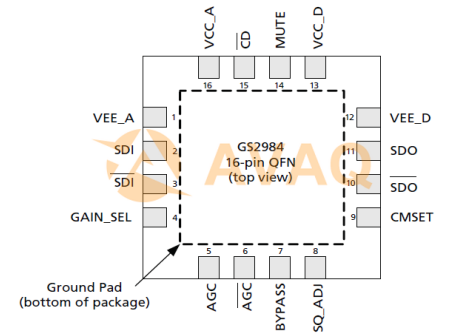 VCC_A
CD
MUTE
VCC_D
16
15
14
13
VEE_A 1
12 VEE_D
SDI 2
11 SDO
SDI 3
10 SDO
GAIN_SEL 4
9 CMSET
GS2984
16-pin QFN
(top view)
AVAQ
5
6
7
8
AGC
AGC
BYPASS
SQ_ADJ
Ground Pad
(bottom of package)